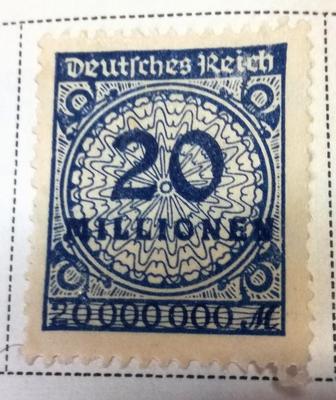 Deutsches Reich
20
MILLIONEN
20000000 M